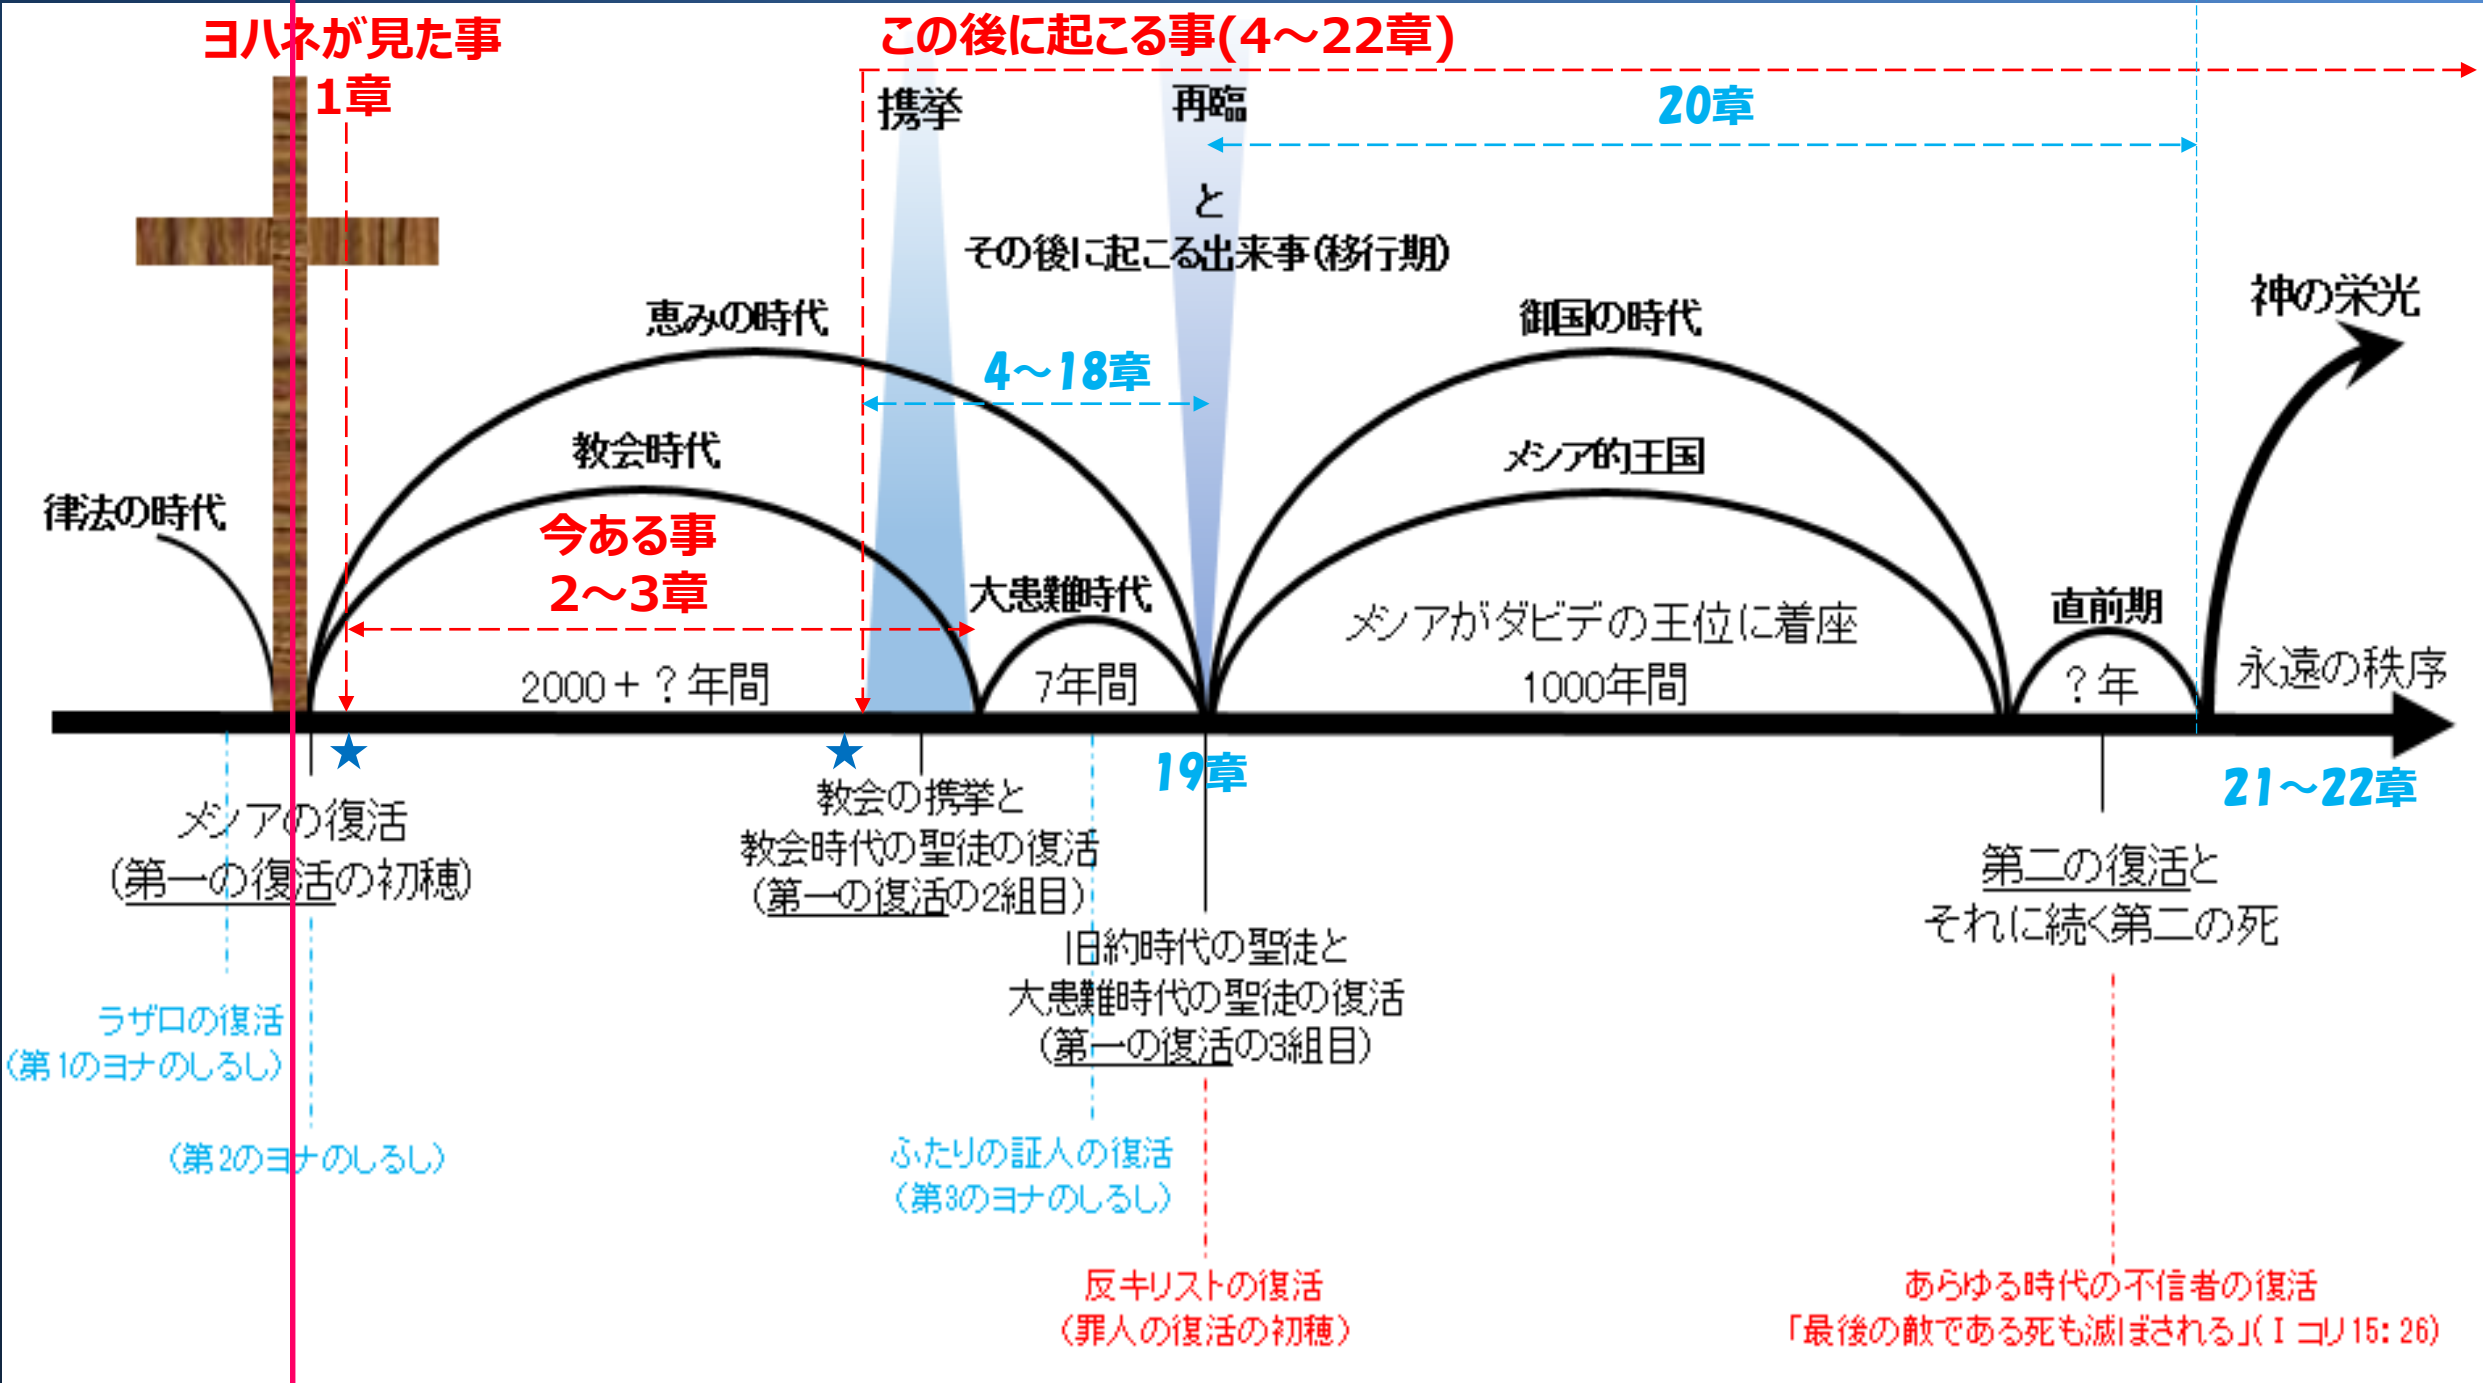 ヨハネが見た事
1章
この後に起こる事(4～22章)
携挙
再臨
と
その後に起こる出来事(移行期)
20章
恵みの時代
4～18章
御国の時代
神の栄光
教会時代
メシア的王国
律法の時代
今ある事
2～3章
大患難時代
直前期
メシアがダビデの王位に着座
2000＋？年間
7年間
1000年間
？年
永遠の秩序
★
★
19章
21～22章
メシアの復活
(第一の復活の初穂)
教会の携挙と
教会時代の聖徒の復活
(第一の復活の2組目)
旧約時代の聖徒と
大患難時代の聖徒の復活
(第一の復活の3組目)
第二の復活と
それに続く第二の死
ラザロの復活
(第1のヨナのしるし)
(第2のヨナのしるし)
ふたりの証人の復活
(第3のヨナのしるし)
反キリストの復活
(罪人の復活の初穂)
あらゆる時代の不信者の復活
「最後の敵である死も滅ぼされる」(Ⅰコリ15:26)